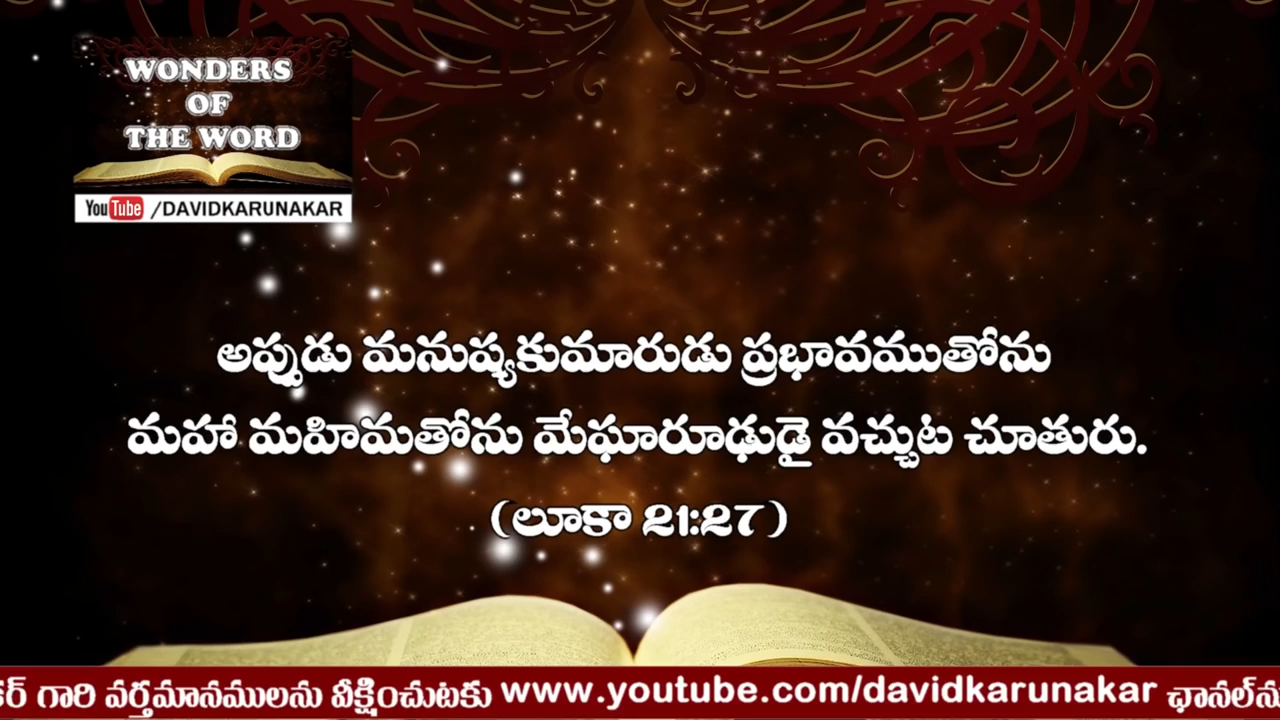 WONDERS
OF
THE WORD
YouTube /DAVIDKARUNAKAR
అప్పుడు మనుష్యకుమారుడు ప్రభావముతోను
మహా మహిమతోను మేఘారూఢుడై వచ్చుట చూతురు.
(లూకా 21:27)
గారి వర్తమానములను వీక్షించుటకు www.youtube.com/davidkarunakar ఛానల్‌ను